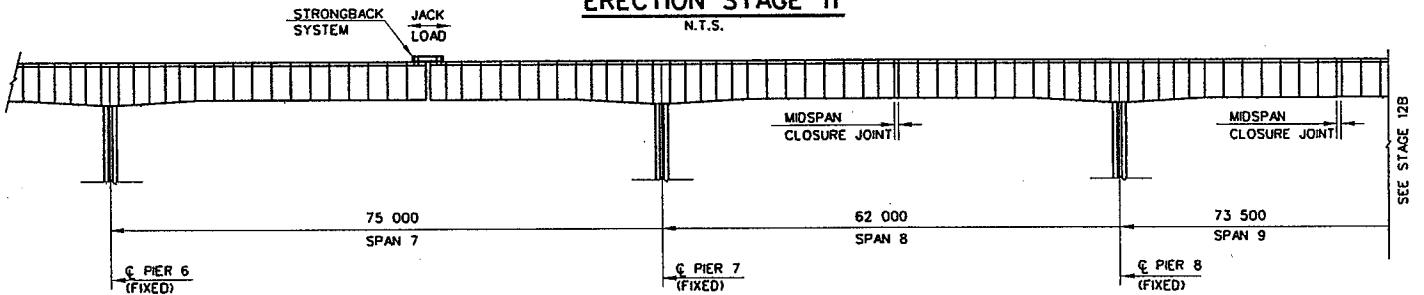 ERECTION STAGE 11
N.T.S.
STRONGBACK
SYSTEM
JACK
LOAD
MIDSPAN
CLOSURE JOINT
MIDSPAN
CLOSURE JOINT
SEE STAGE 12B
75 000
SPAN 7
62 000
SPAN 8
73 500
SPAN 9
℄ PIER 6
(FIXED)
℄ PIER 7
(FIXED)
℄ PIER 8
(FIXED)